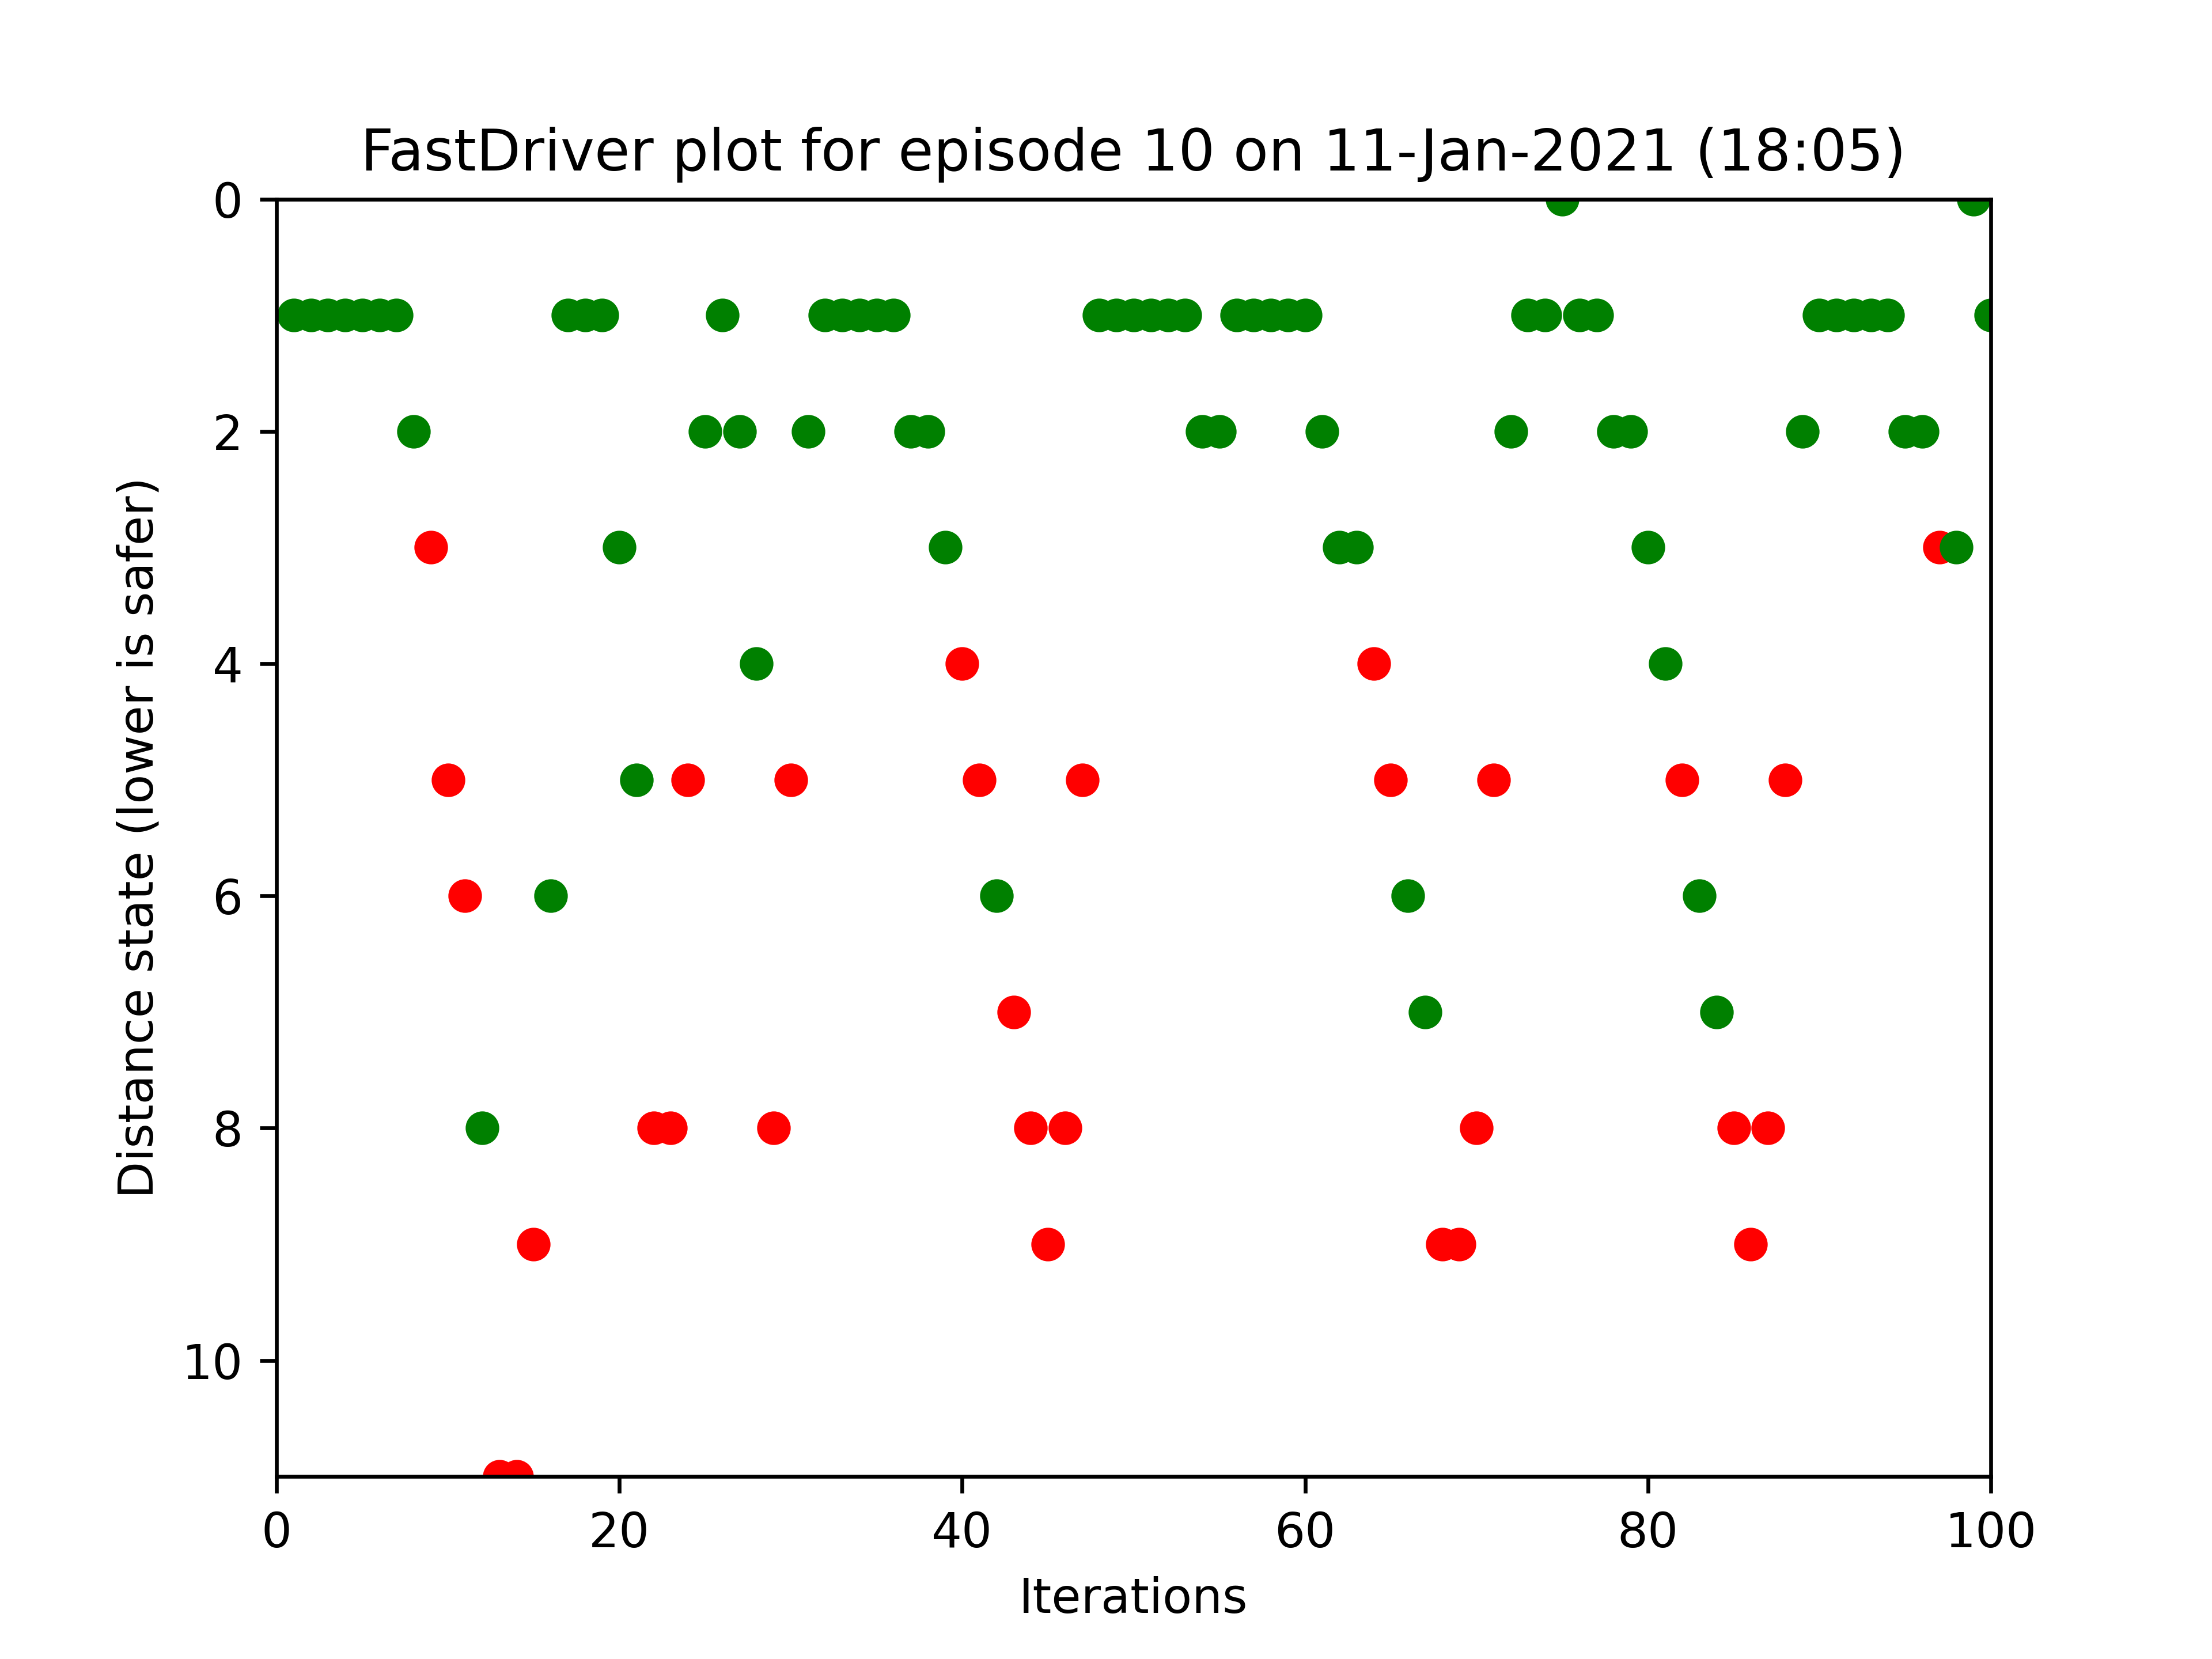 FastDriver plot for episode 10 on 11-Jan-2021 (18:05)
0
2
4
6
8
10
Distance state (lower is safer)
0 20 40 60 80 100
Iterations